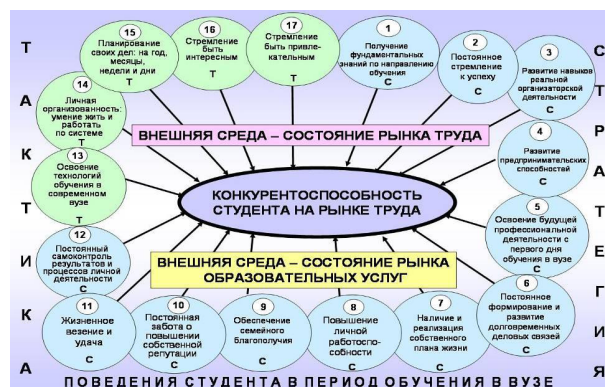 15
Планирование
своих дел: на год,
месяцы,
недели и дни
Т
16
Стремление
быть
интересным
Т
17
Стремление
быть привле-
кательным
Т
1
Получение
фундаментальных
знаний по направлению
обучения
С
2
Постоянное
стремление
к успеху
С
3
Развитие навыков
реальной
организаторской
деятельности
С
14
Личная
организованность:
умение жить и
работать
по системе
Т
ВНЕШНЯЯ СРЕДА – СОСТОЯНИЕ РЫНКА ТРУДА
4
Развитие
предпринимательских
способностей
С
13
Освоение
технологий
обучения в
современном
вузе
Т
КОНКУРЕНТОСПОСОБНОСТЬ
СТУДЕНТА НА РЫНКЕ ТРУДА
5
Освоение будущей
профессиональной
деятельности с
первого дня
обучения в вузе
С
12
Постоянный
самоконтроль
результатов и
процессов личной
деятельности
С
ВНЕШНЯЯ СРЕДА – СОСТОЯНИЕ РЫНКА
ОБРАЗОВАТЕЛЬНЫХ УСЛУГ
6
Постоянное
формирование и
развитие
долговременных
деловых связей
С
11
Жизненное
везение и
удача
С
10
Постоянная
забота о
повышении
собственной
репутации
С
9
Обеспечение
семейного
благополучия
С
8
Повышение
личной
работоспо-
собности
С
7
Наличие и
реализация
собственного
плана жизни
С
ТАКТИКА
СТРАТЕГИЯ
ПОВЕДЕНИЯ СТУДЕНТА В ПЕРИОД ОБУЧЕНИЯ В ВУЗЕ